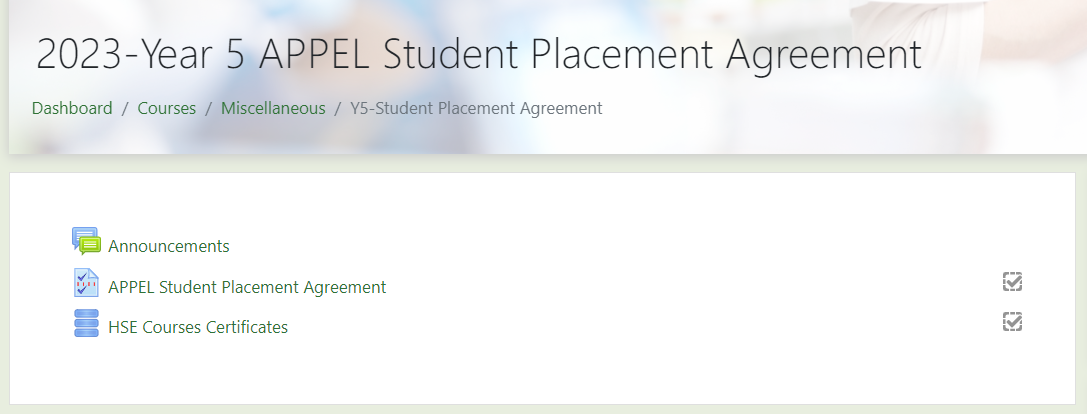 2023-Year 5 APPEL Student Placement Agreement
Dashboard / Courses / Miscellaneous / Y5-Student Placement Agreement
Announcements
APPEL Student Placement Agreement
HSE Courses Certificates